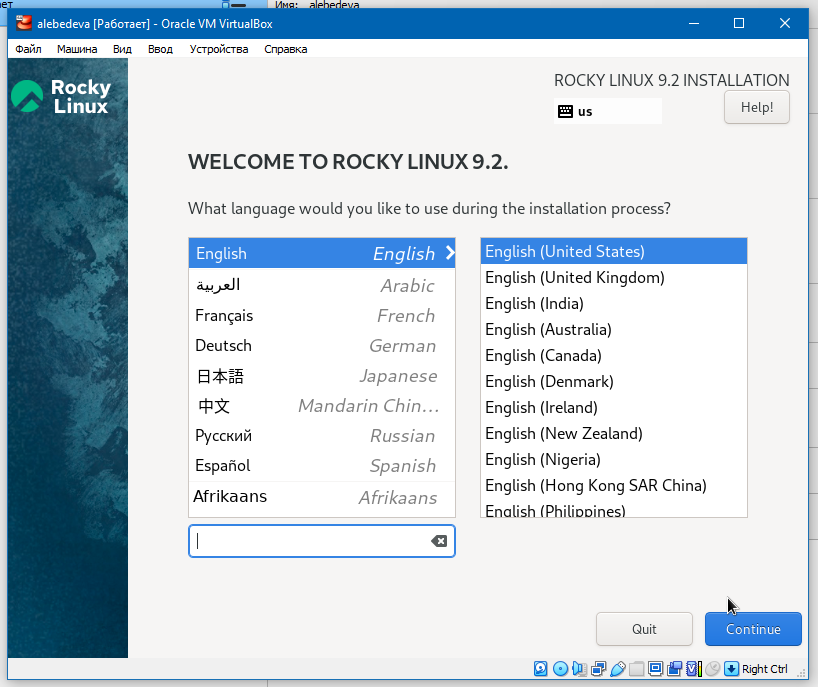 ет
Имя: alebedeva
alebedeva [Работает] - Oracle VM VirtualBox
Файл Машина Вид Ввод Устройства Справка
Rocky
Linux
ROCKY LINUX 9.2 INSTALLATION
us
Help!
WELCOME TO ROCKY LINUX 9.2.
What language would you like to use during the installation process?
English English
العربية Arabic
Français French
Deutsch German
日本語 Japanese
中文 Mandarin Chin...
Русский Russian
Español Spanish
Afrikaans Afrikaans
English (United States)
English (United Kingdom)
English (India)
English (Australia)
English (Canada)
English (Denmark)
English (Ireland)
English (New Zealand)
English (Nigeria)
English (Hong Kong SAR China)
English (Philippines)
Quit
Continue
Right Ctrl